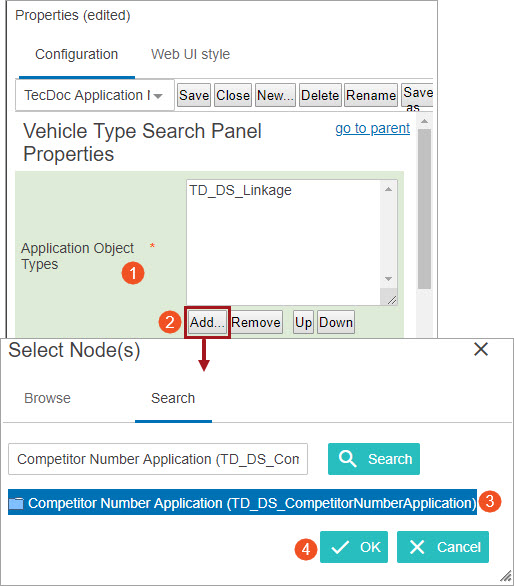 Properties (edited)
Configuration Web UI style
TecDoc Application Save Close New... Delete Rename Save as
Vehicle Type Search Panel Properties go to parent
TD_DS_Linkage
Application Object Types *
1
2 Add... Remove Up Down
Select Node(s)
Browse Search
Competitor Number Application (TD_DS_Com Search
Competitor Number Application (TD_DS_CompetitorNumberApplication) 3
4 OK Cancel